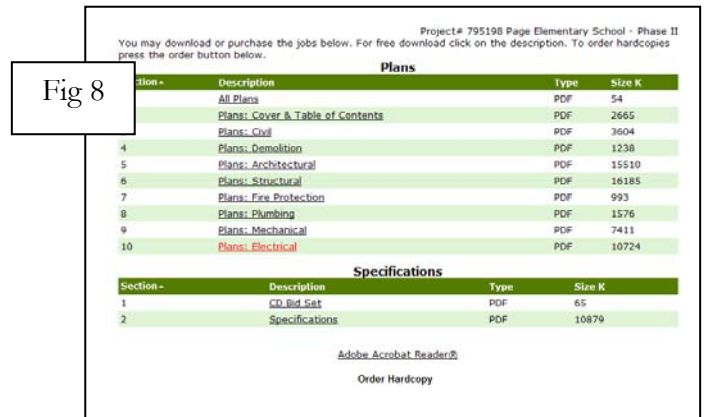 Project# 795198 Page Elementary School - Phase II
You may download or purchase the jobs below. For free download click on the description. To order hardcopies
press the order button below.
Plans
Fig 8
ction Description Type Size K
All Plans PDF 54
Plans: Cover & Table of Contents PDF 2665
Plans: Civil PDF 3604
4 Plans: Demolition PDF 1238
5 Plans: Architectural PDF 15510
6 Plans: Structural PDF 16185
7 Plans: Fire Protection PDF 993
8 Plans: Plumbing PDF 1576
9 Plans: Mechanical PDF 7411
10 Plans: Electrical PDF 10724
Specifications
Section Description Type Size K
1 CD Bid Set PDF 65
2 Specifications PDF 10879
Adobe Acrobat Reader®
Order Hardcopy